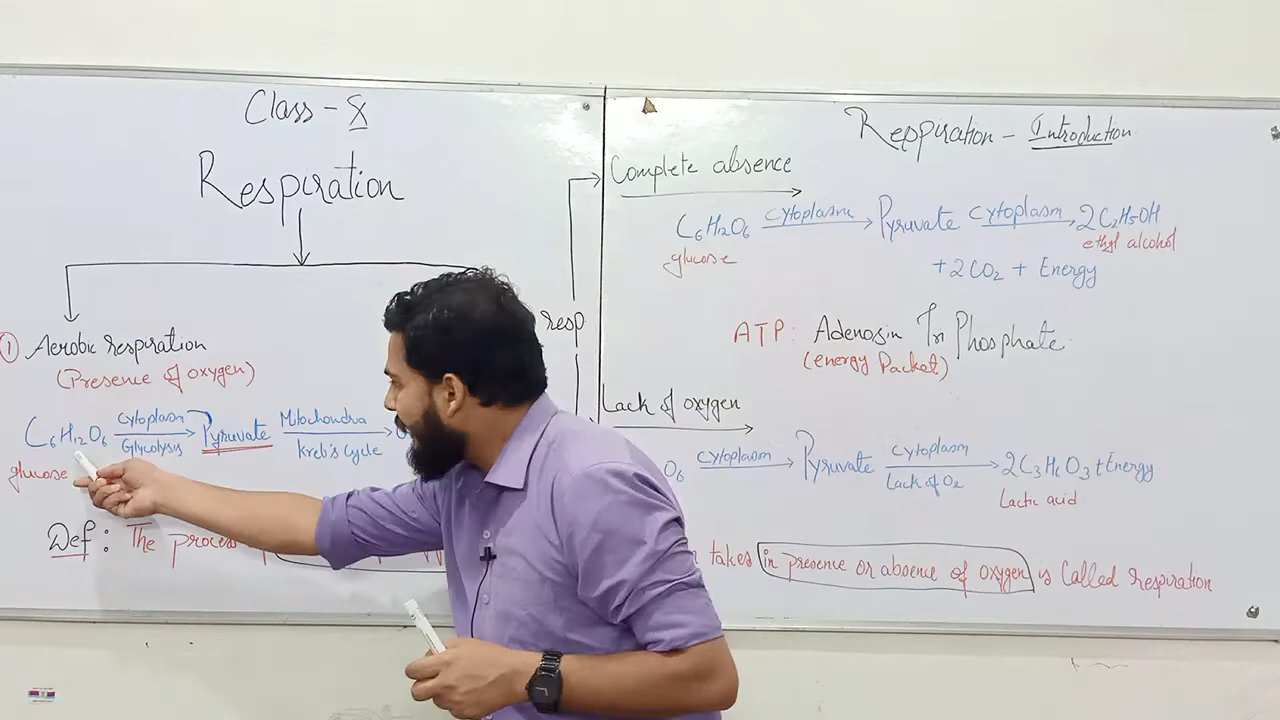 Class - X
Respiration
① Aerobic respiration
(Presence of oxygen)
C₆H₁₂O₆ Cytoplasm Glycolysis Pyruvate Mitochondria Kreb's Cycle
glucose
Def : The process
resp
Respiration - Introduction
Complete absence
C₆H₁₂O₆ Cytoplasm Pyruvate Cytoplasm 2C₂H₅OH
glucose
ethyl alcohol
+ 2CO₂ + Energy
ATP: Adenosin Tri Phosphate
(energy Packet)
Lack of oxygen
O₆ Cytoplasm Pyruvate Cytoplasm Lack of O₂ 2C₃H₆O₃ + Energy
Lactic acid
takes in presence or absence of oxygen is Called respiration